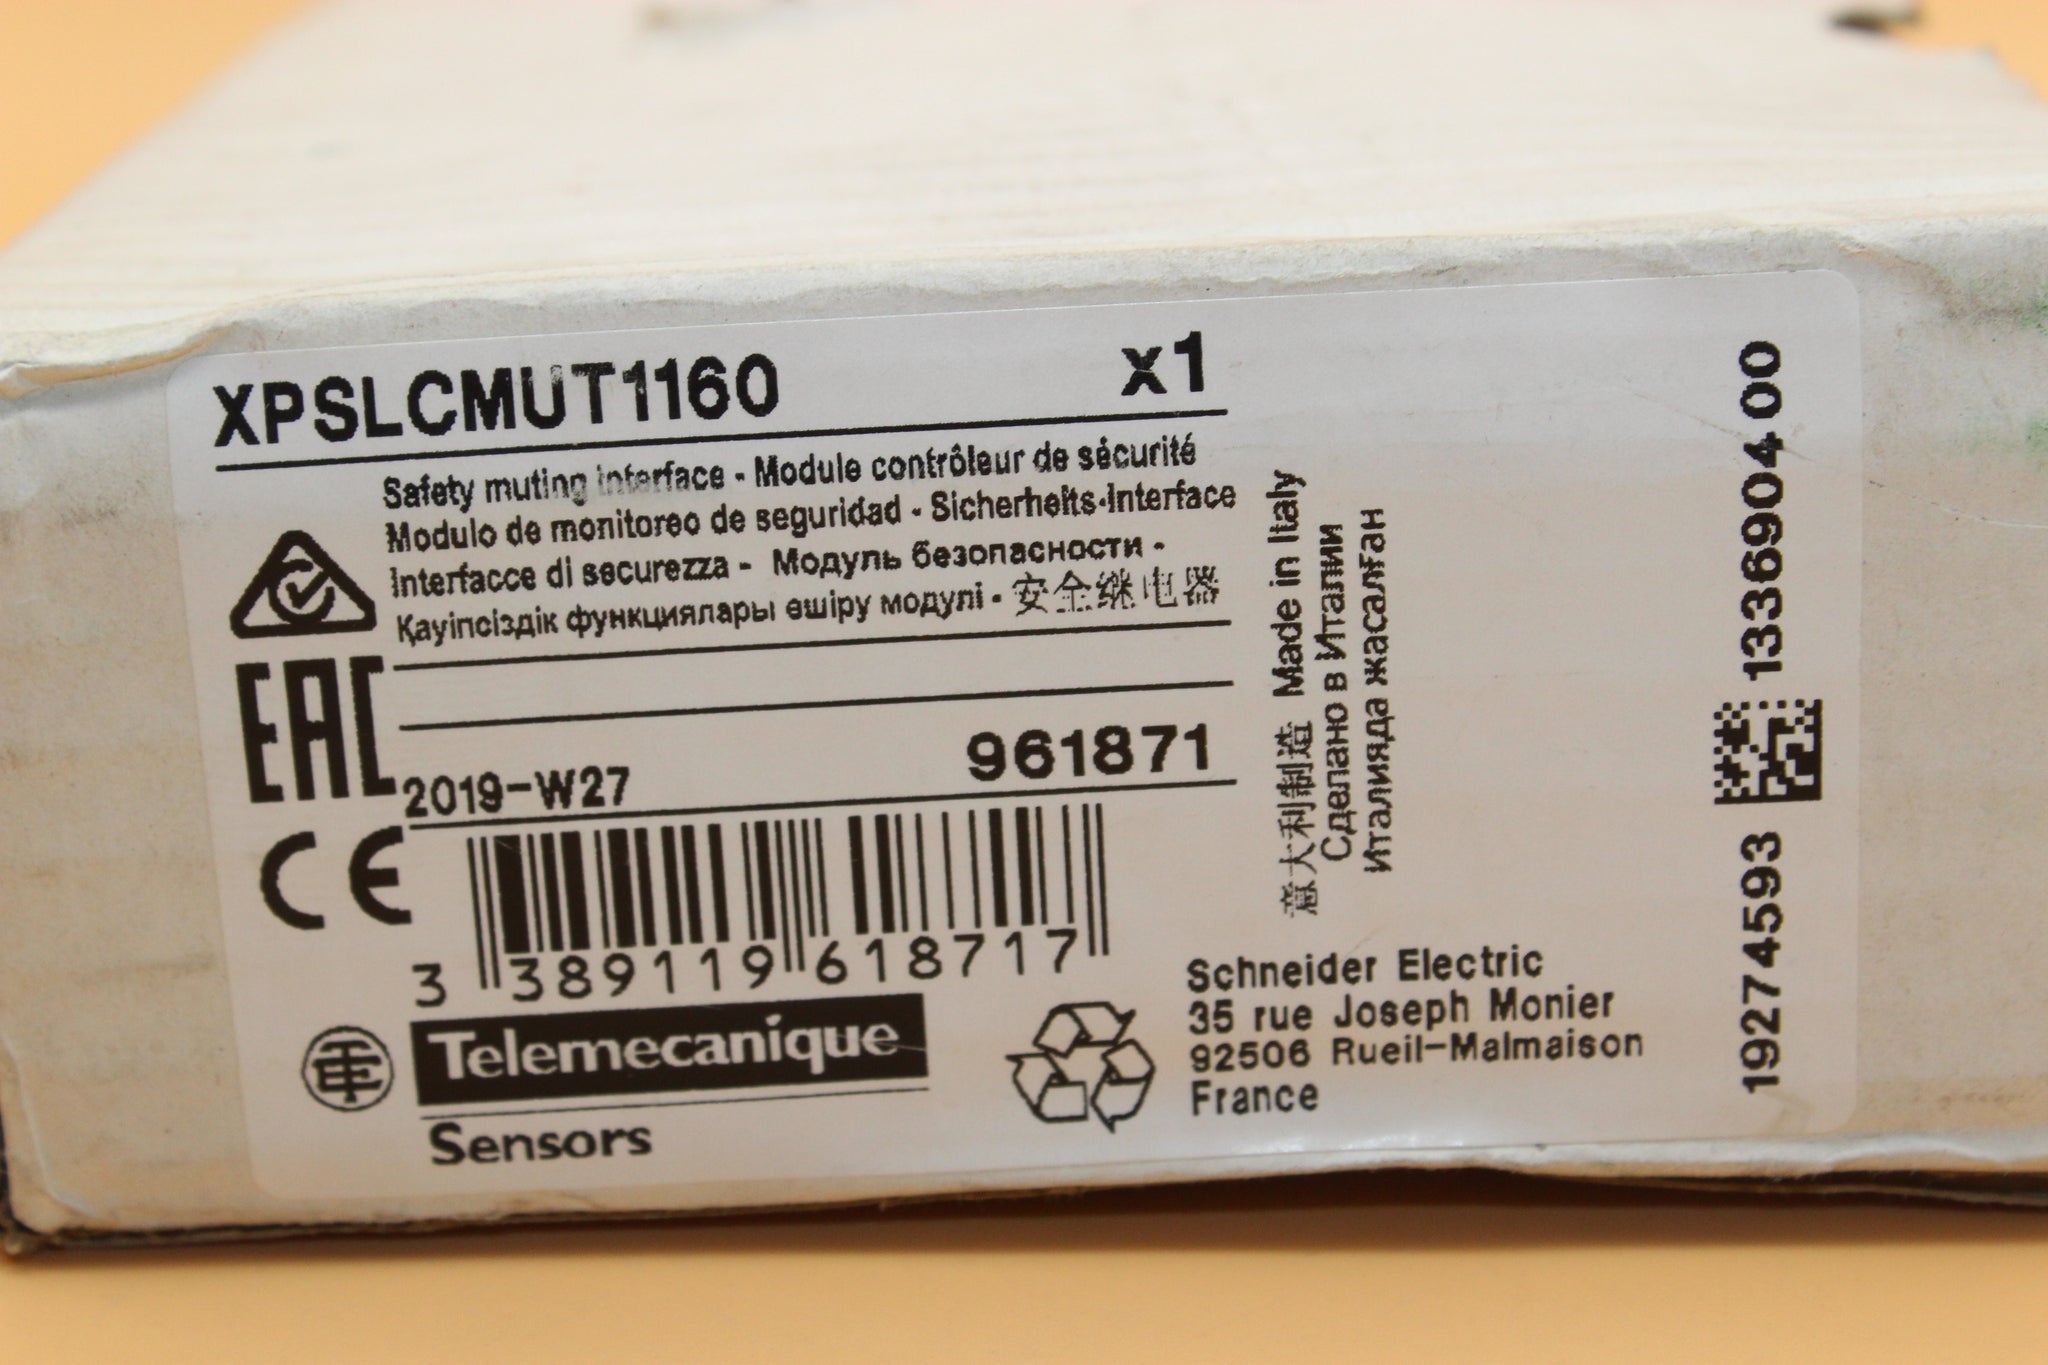 XPSLCMUT1160 x1
Safety muting interface - Module contrôleur de sécurité
Modulo de monitoreo de seguridad - Sicherheits-Interface
Interfacce di securezza - Модуль безопасности -
Қауіпсіздік функциялары өшіру модулі - 安全继电器
EAC
2019-W27 961871
CE
3 389119 618717
Telemecanique
Sensors
意大利制造 Made in Italy
Сделано в Италии
Италияда жасалған
Schneider Electric
35 rue Joseph Monier
92506 Rueil-Malmaison
France
19274593 1336904 00